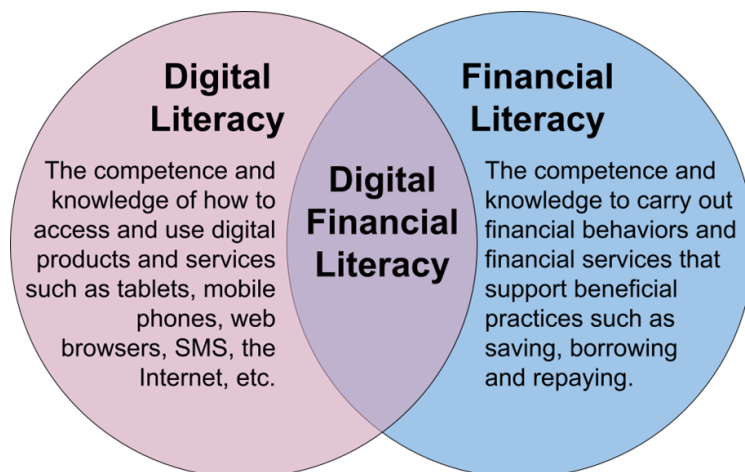 Digital
Literacy
The competence and
knowledge of how to
access and use digital
products and services
such as tablets, mobile
phones, web
browsers, SMS, the
Internet, etc.
Digital
Financial
Literacy
Financial
Literacy
The competence and
knowledge to carry out
financial behaviors and
financial services that
support beneficial
practices such as
saving, borrowing
and repaying.